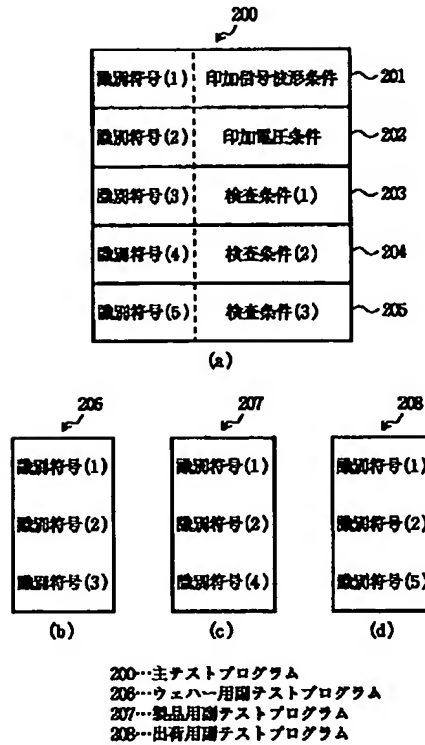 200
識別符号(1) 印加信号波形条件 201
識別符号(2) 印加電圧条件 202
識別符号(3) 検査条件(1) 203
識別符号(4) 検査条件(2) 204
識別符号(5) 検査条件(3) 205
(a)
206 207 208
識別符号(1) 識別符号(1) 識別符号(1)
識別符号(2) 識別符号(2) 識別符号(2)
識別符号(3) 識別符号(4) 識別符号(5)
(b) (c) (d)
200…主テストプログラム
206…ウェハー用副テストプログラム
207…製品用副テストプログラム
208…出荷用副テストプログラム